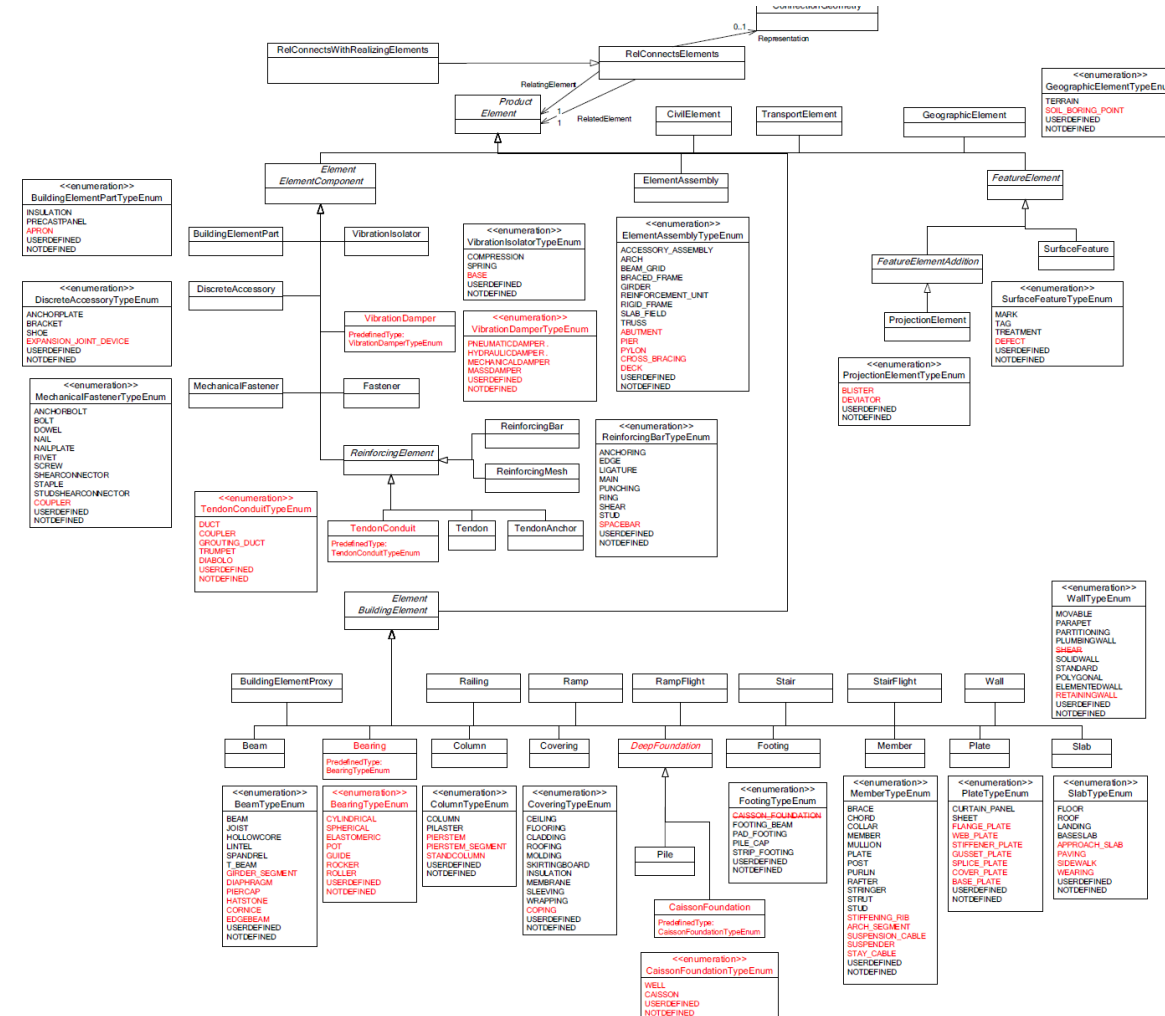 ConnectionGeometry
0..1
Representation
RelConnectsWithRealizingElements
RelConnectsElements
RelatingElement
Product
Element
1
1
RelatedElement
CivilElement
TransportElement
GeographicElement
<<enumeration>>
GeographicElementTypeEnu
TERRAIN
SOIL_BORING_POINT
USERDEFINED
NOTDEFINED
Element
ElementComponent
ElementAssembly
FeatureElement
<<enumeration>>
BuildingElementPartTypeEnum
INSULATION
PRECASTPANEL
APRON
USERDEFINED
NOTDEFINED
BuildingElementPart
VibrationIsolator
<<enumeration>>
VibrationIsolatorTypeEnum
COMPRESSION
SPRING
BASE
USERDEFINED
NOTDEFINED
<<enumeration>>
ElementAssemblyTypeEnum
ACCESSORY_ASSEMBLY
ARCH
BEAM_GRID
BRACED_FRAME
GIRDER
REINFORCEMENT_UNIT
RIGID_FRAME
SLAB_FIELD
TRUSS
ABUTMENT
PIER
PYLON
CROSS_BRACING
DECK
USERDEFINED
NOTDEFINED
FeatureElementAddition
SurfaceFeature
<<enumeration>>
DiscreteAccessoryTypeEnum
ANCHORPLATE
BRACKET
SHOE
EXPANSION_JOINT_DEVICE
USERDEFINED
NOTDEFINED
DiscreteAccessory
VibrationDamper
PredefinedType:
VibrationDamperTypeEnum
<<enumeration>>
VibrationDamperTypeEnum
PNEUMATICDAMPER .
HYDRAULICDAMPER .
MECHANICALDAMPER
MASSDAMPER
USERDEFINED
NOTDEFINED
ProjectionElement
<<enumeration>>
SurfaceFeatureTypeEnum
MARK
TAG
TREATMENT
DEFECT
USERDEFINED
NOTDEFINED
<<enumeration>>
ProjectionElementTypeEnum
BLISTER
DEVIATOR
USERDEFINED
NOTDEFINED
<<enumeration>>
MechanicalFastenerTypeEnum
ANCHORBOLT
BOLT
DOWEL
NAIL
NAILPLATE
RIVET
SCREW
SHEARCONNECTOR
STAPLE
STUDSHEARCONNECTOR
COUPLER
USERDEFINED
NOTDEFINED
MechanicalFastener
Fastener
ReinforcingElement
ReinforcingBar
ReinforcingMesh
<<enumeration>>
ReinforcingBarTypeEnum
ANCHORING
EDGE
LIGATURE
MAIN
PUNCHING
RING
SHEAR
STUD
SPACEBAR
USERDEFINED
NOTDEFINED
<<enumeration>>
TendonConduitTypeEnum
DUCT
COUPLER
GROUTING_DUCT
TRUMPET
DIABOLO
USERDEFINED
NOTDEFINED
TendonConduit
PredefinedType:
TendonConduitTypeEnum
Tendon
TendonAnchor
Element
BuildingElement
<<enumeration>>
WallTypeEnum
MOVABLE
PARAPET
PARTITIONING
PLUMBINGWALL
SHEAR
SOLIDWALL
STANDARD
POLYGONAL
ELEMENTEDWALL
RETAININGWALL
USERDEFINED
NOTDEFINED
BuildingElementProxy
Railing
Ramp
RampFlight
Stair
StairFlight
Wall
Beam
Bearing
PredefinedType:
BearingTypeEnum
Column
Covering
DeepFoundation
Footing
Member
Plate
Slab
<<enumeration>>
BeamTypeEnum
BEAM
JOIST
HOLLOWCORE
LINTEL
SPANDREL
T_BEAM
GIRDER_SEGMENT
DIAPHRAGM
PIERCAP
HATSTONE
CORNICE
EDGEBEAM
USERDEFINED
NOTDEFINED
<<enumeration>>
BearingTypeEnum
CYLINDRICAL
SPHERICAL
ELASTOMERIC
POT
GUIDE
ROCKER
ROLLER
USERDEFINED
NOTDEFINED
<<enumeration>>
ColumnTypeEnum
COLUMN
PILASTER
PIERSTEM
PIERSTEM_SEGMENT
STANDCOLUMN
USERDEFINED
NOTDEFINED
<<enumeration>>
CoveringTypeEnum
CEILING
FLOORING
CLADDING
ROOFING
MOLDING
SKIRTINGBOARD
INSULATION
MEMBRANE
SLEEVING
WRAPPING
COPING
USERDEFINED
NOTDEFINED
Pile
CaissonFoundation
PredefinedType:
CaissonFoundationTypeEnum
<<enumeration>>
CaissonFoundationTypeEnum
WELL
CAISSON
USERDEFINED
NOTDEFINED
<<enumeration>>
FootingTypeEnum
CAISSON_FOUNDATION
FOOTING_BEAM
PAD_FOOTING
PILE_CAP
STRIP_FOOTING
USERDEFINED
NOTDEFINED
<<enumeration>>
MemberTypeEnum
BRACE
CHORD
COLLAR
MEMBER
MULLION
PLATE
POST
PURLIN
RAFTER
STRINGER
STRUT
STUD
STIFFENING_RIB
ARCH_SEGMENT
SUSPENSION_CABLE
SUSPENDER
STAY_CABLE
USERDEFINED
NOTDEFINED
<<enumeration>>
PlateTypeEnum
CURTAIN_PANEL
SHEET
FLANGE_PLATE
WEB_PLATE
STIFFENER_PLATE
GUSSET_PLATE
SPLICE_PLATE
COVER_PLATE
BASE_PLATE
USERDEFINED
NOTDEFINED
<<enumeration>>
SlabTypeEnum
FLOOR
ROOF
LANDING
BASESLAB
APPROACH_SLAB
PAVING
SIDEWALK
WEARING
USERDEFINED
NOTDEFINED